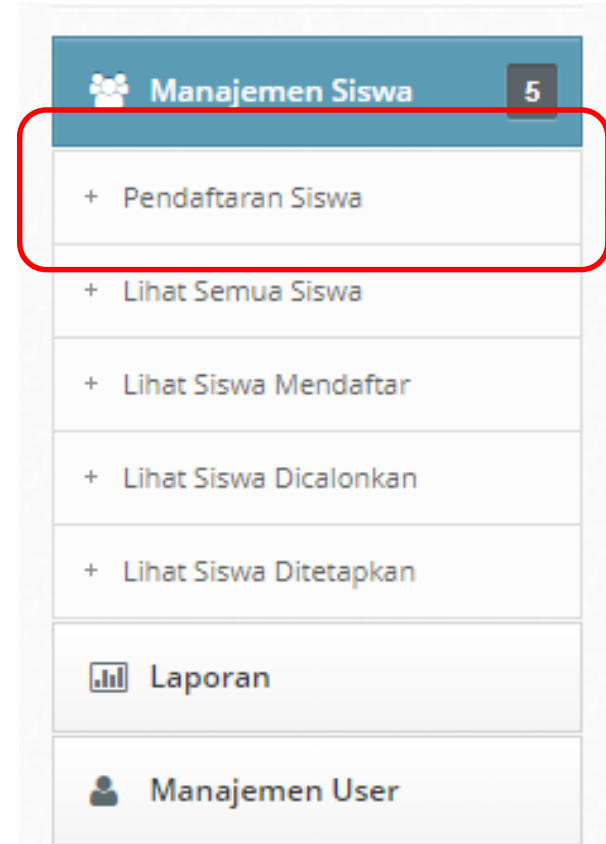 Manajemen Siswa 5
+ Pendaftaran Siswa
+ Lihat Semua Siswa
+ Lihat Siswa Mendaftar
+ Lihat Siswa Dicalonkan
+ Lihat Siswa Ditetapkan
Laporan
Manajemen User